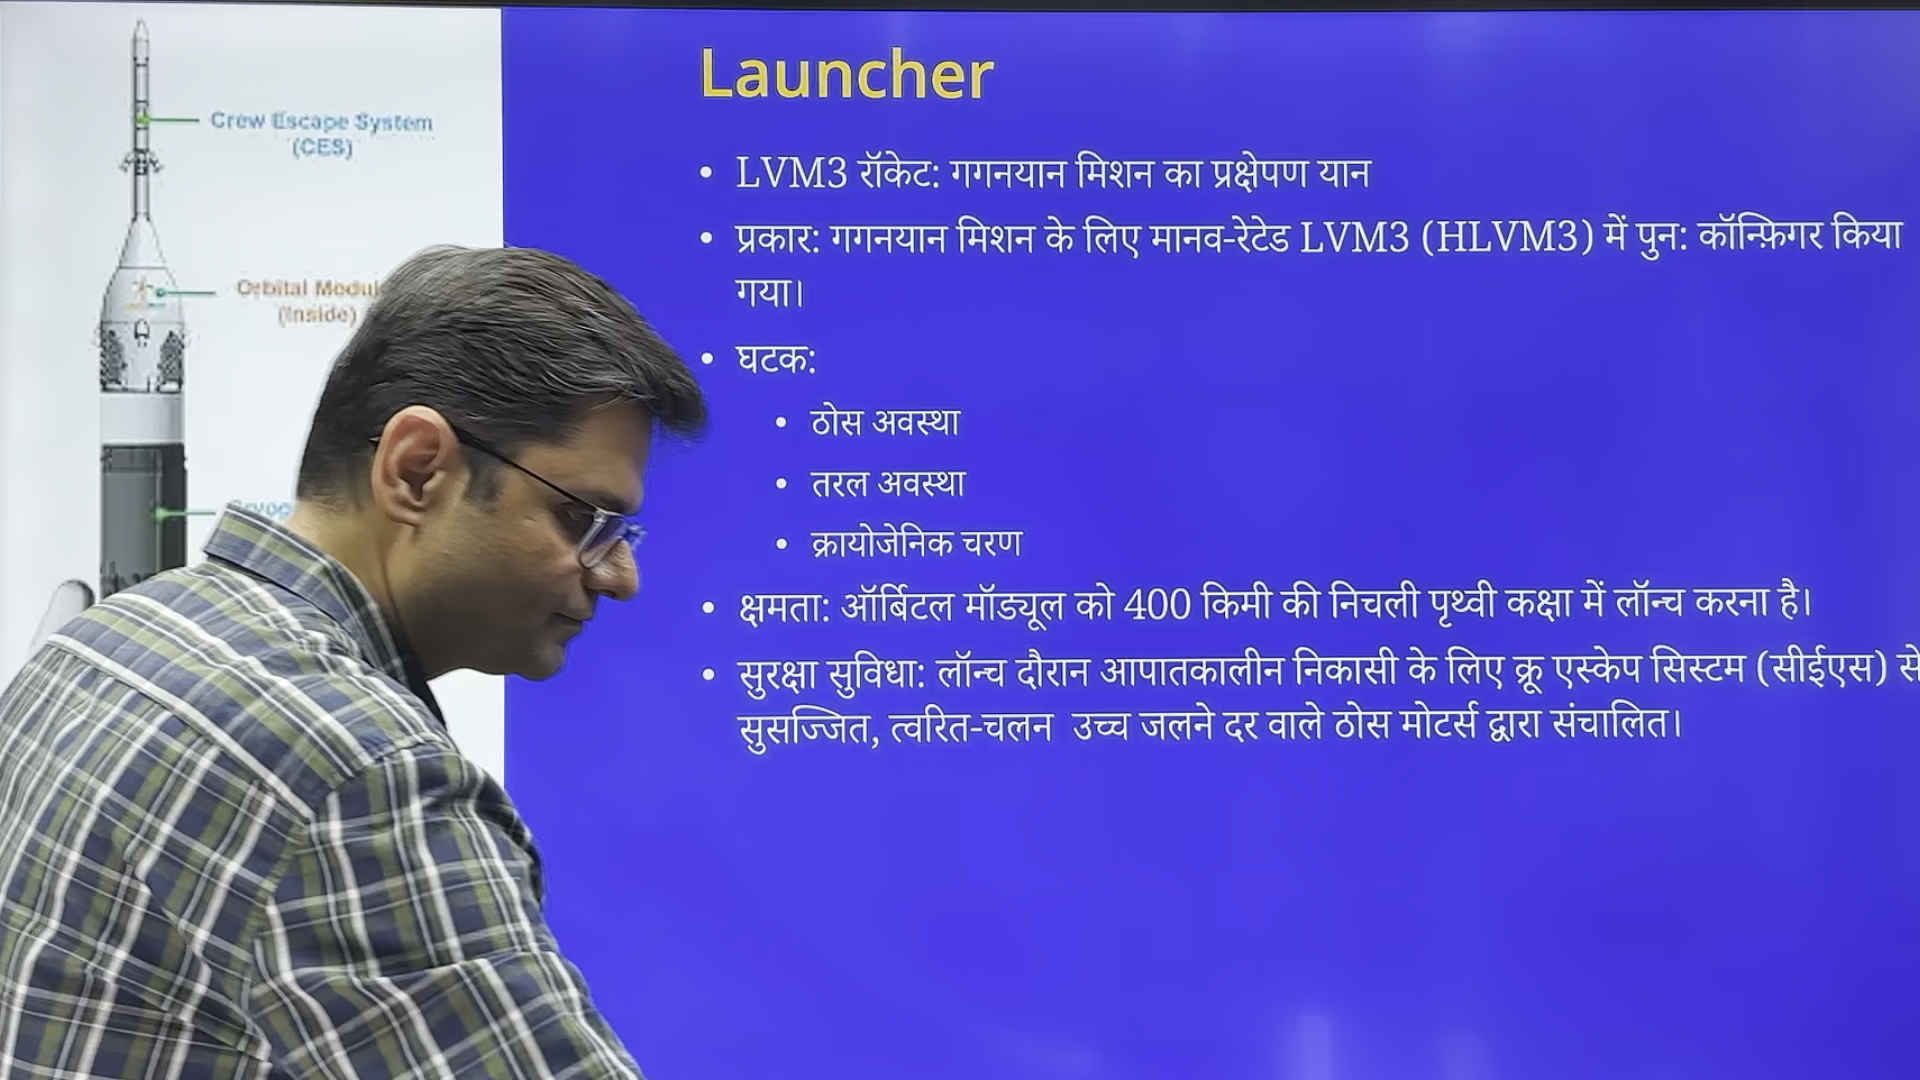 Launcher
• LVM3 रॉकेट: गगनयान मिशन का प्रक्षेपण यान
• प्रकार: गगनयान मिशन के लिए मानव-रेटेड LVM3 (HLVM3) में पुन: कॉन्फ़िगर किया
गया।
• घटक:
• ठोस अवस्था
• तरल अवस्था
• क्रायोजेनिक चरण
• क्षमता: ऑर्बिटल मॉड्यूल को 400 किमी की निचली पृथ्वी कक्षा में लॉन्च करना है।
• सुरक्षा सुविधा: लॉन्च दौरान आपातकालीन निकासी के लिए क्रू एस्केप सिस्टम (सीईएस) से
सुसज्जित, त्वरित-चलन उच्च जलने दर वाले ठोस मोटर्स द्वारा संचालित।
Crew Escape System
(CES)
Orbital
(Inside)